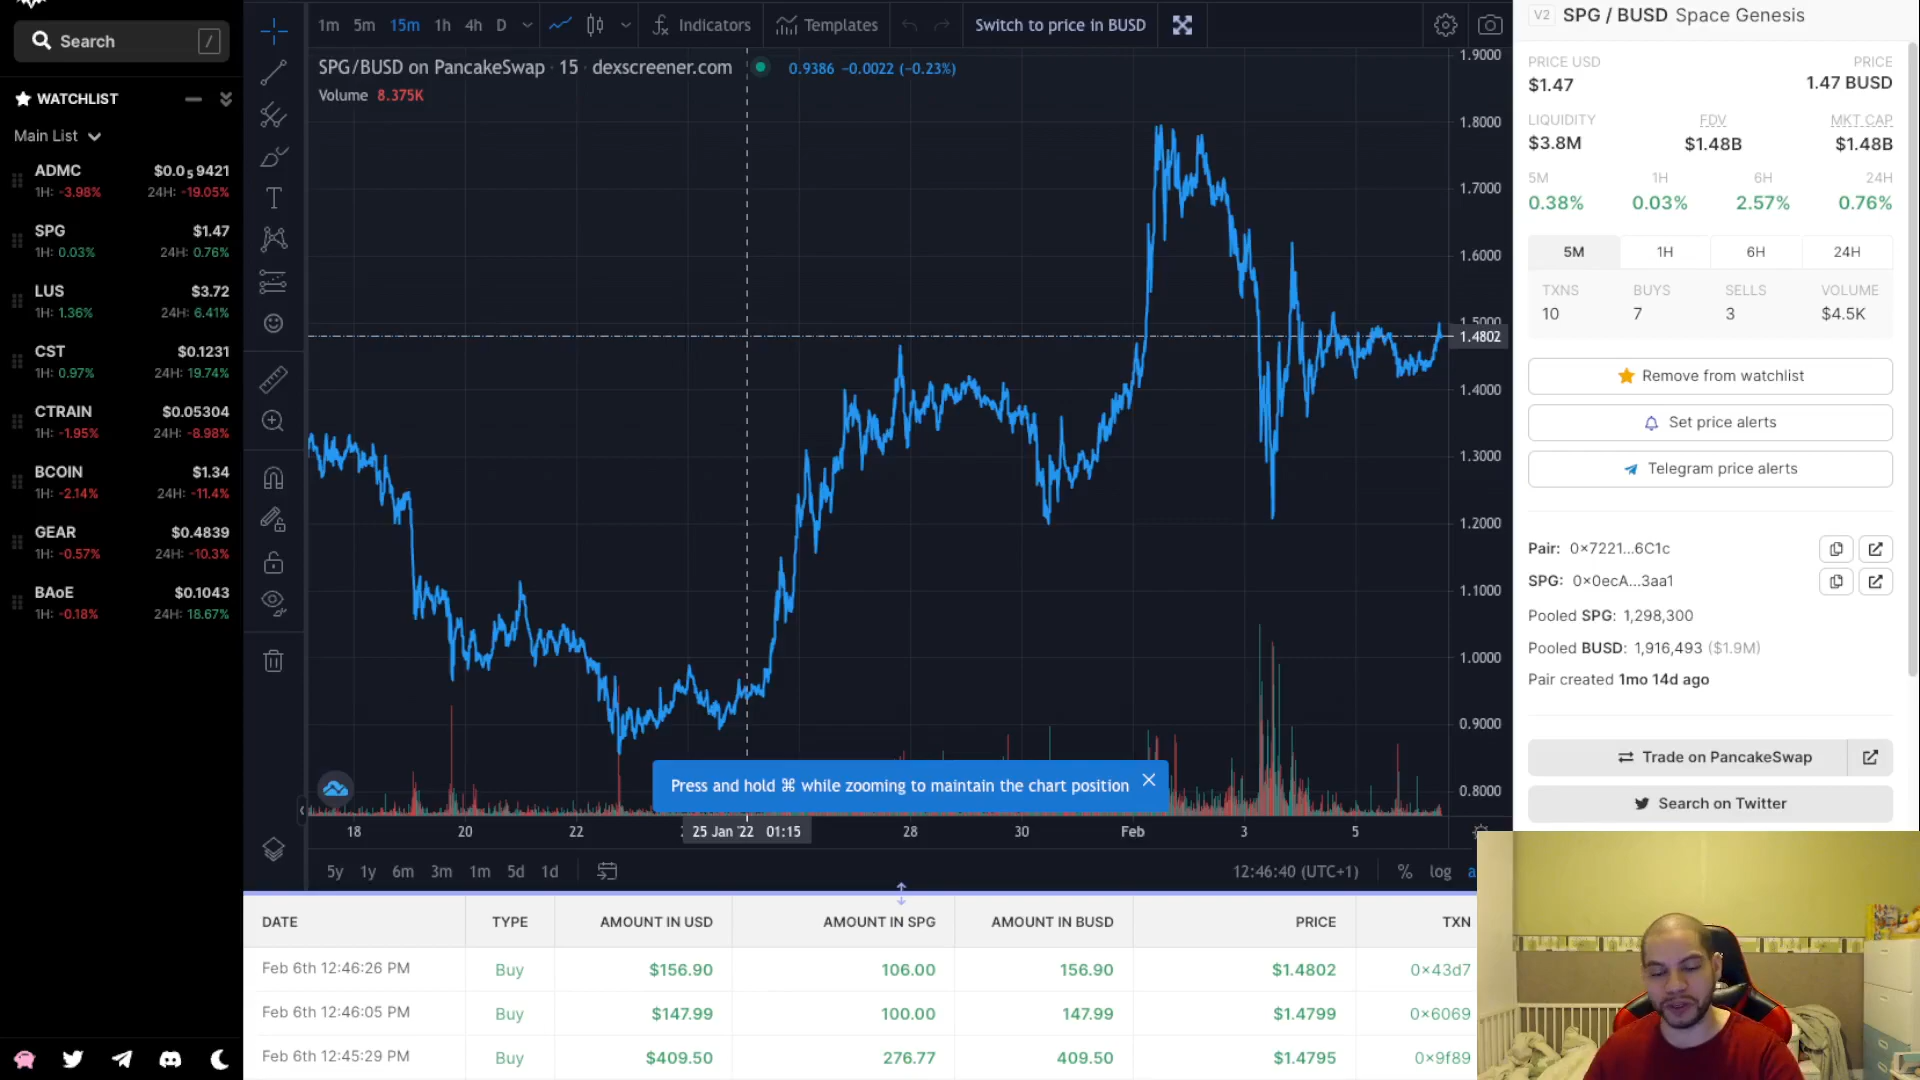 Search /
WATCHLIST
Main List
ADMC $0.0₅9421
1H: -3.98% 24H: -19.05%
SPG $1.47
1H: 0.03% 24H: 0.76%
LUS $3.72
1H: 1.36% 24H: 6.41%
CST $0.1231
1H: 0.97% 24H: 19.74%
CTRAIN $0.05304
1H: -1.95% 24H: -8.98%
BCOIN $1.34
1H: -2.14% 24H: -11.4%
GEAR $0.4839
1H: -0.57% 24H: -10.3%
BAoE $0.1043
1H: -0.18% 24H: 18.67%
1m 5m 15m 1h 4h D Indicators Templates Switch to price in BUSD
SPG/BUSD on PancakeSwap · 15 · dexscreener.com 0.9386 -0.0022 (-0.23%)
Volume 8.375K
1.9000
1.8000
1.7000
1.6000
1.5000
1.4802
1.4000
1.3000
1.2000
1.1000
1.0000
0.9000
0.8000
Press and hold ⌘ while zooming to maintain the chart position
18 20 22 25 Jan '22 01:15 28 30 Feb 3 5
5y 1y 6m 3m 1m 5d 1d 12:46:40 (UTC+1) % log a
DATE TYPE AMOUNT IN USD AMOUNT IN SPG AMOUNT IN BUSD PRICE TXN
Feb 6th 12:46:26 PM Buy $156.90 106.00 156.90 $1.4802 0x43d7
Feb 6th 12:46:05 PM Buy $147.99 100.00 147.99 $1.4799 0x6069
Feb 6th 12:45:29 PM Buy $409.50 276.77 409.50 $1.4795 0x9f89
V2 SPG / BUSD Space Genesis
PRICE USD PRICE
$1.47 1.47 BUSD
LIQUIDITY FDV MKT CAP
$3.8M $1.48B $1.48B
5M 1H 6H 24H
0.38% 0.03% 2.57% 0.76%
5M 1H 6H 24H
TXNS BUYS SELLS VOLUME
10 7 3 $4.5K
Remove from watchlist
Set price alerts
Telegram price alerts
Pair: 0x7221...6C1c
SPG: 0x0ecA...3aa1
Pooled SPG: 1,298,300
Pooled BUSD: 1,916,493 ($1.9M)
Pair created 1mo 14d ago
Trade on PancakeSwap
Search on Twitter